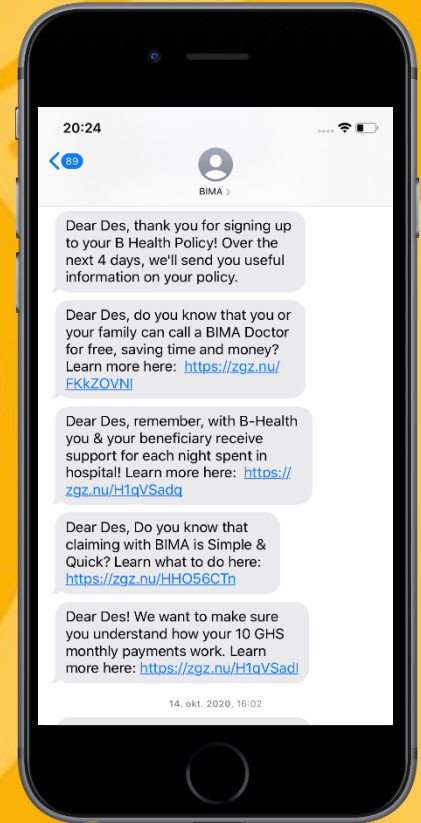 20:24
89
BIMA >
Dear Des, thank you for signing up
to your B Health Policy! Over the
next 4 days, we'll send you useful
information on your policy.
Dear Des, do you know that you or
your family can call a BIMA Doctor
for free, saving time and money?
Learn more here:  https://zgz.nu/
FKkZOVNl
Dear Des, remember, with B-Health
you & your beneficiary receive
support for each night spent in
hospital! Learn more here:  https://
zgz.nu/H1qVSadq
Dear Des, Do you know that
claiming with BIMA is Simple &
Quick? Learn what to do here:
https://zgz.nu/HHO56CTn
Dear Des! We want to make sure
you understand how your 10 GHS
monthly payments work. Learn
more here: https://zgz.nu/H1qVSadl
14. okt. 2020, 16:02